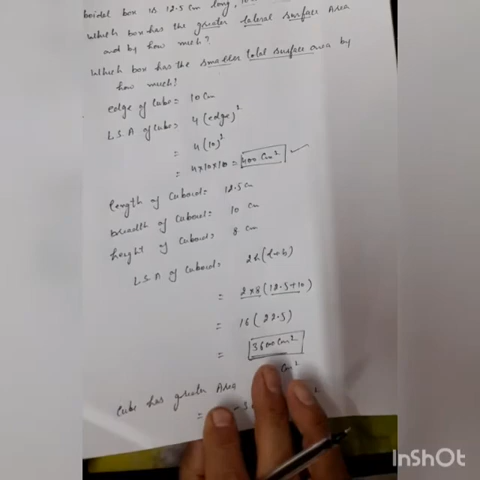 boidal box is 12.5 cm long,
Which box has the greater lateral surface Area
and by how much?
Which box has the smaller total surface area by
how much?
edge of cube = 10 cm
L.S.A of cube = 4 (edge)²
= 4 (10)²
= 4×10×10 = 400 cm²
length of cuboid = 12.5 cm
breadth of cuboid = 10 cm
height of cuboid = 8 cm
L.S.A of cuboid = 2h(l+b)
= 2×8 (12.5+10)
= 16 (22.5)
= 3600 cm²
Cube has greater Area cm²
=
InShOt